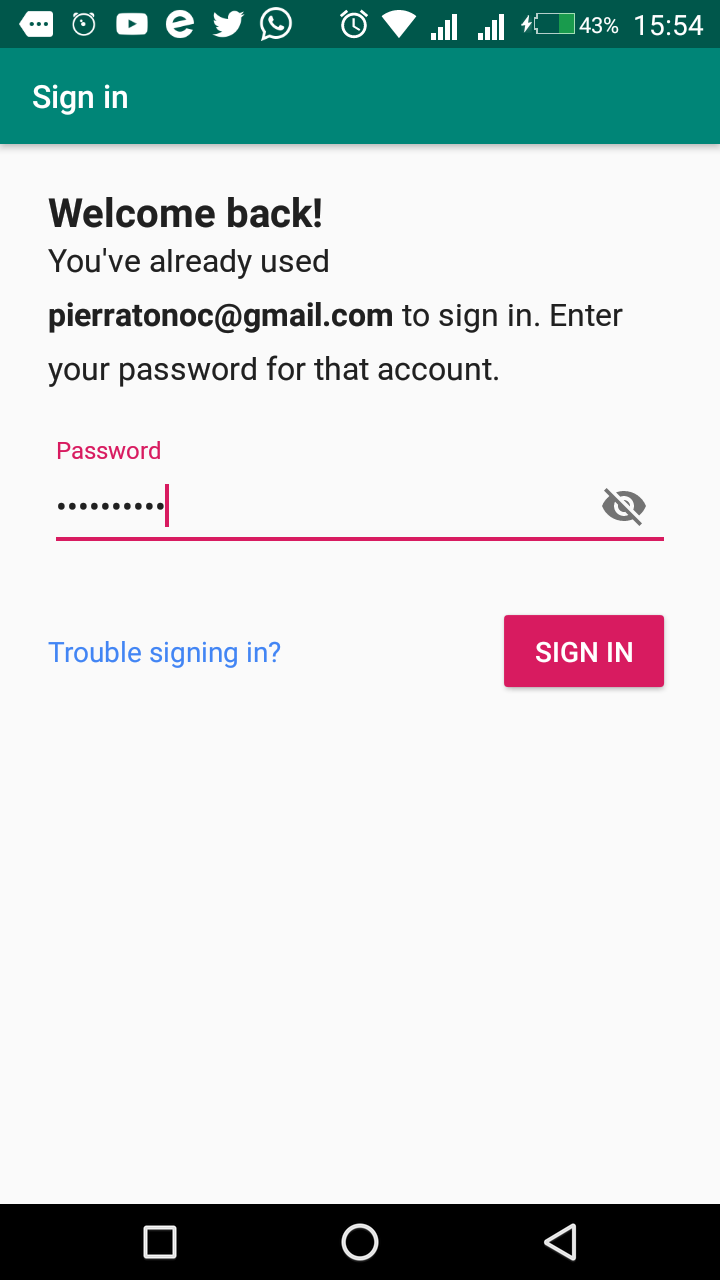 43% 15:54
Sign in
Welcome back!
You've already used
pierratonoc@gmail.com to sign in. Enter
your password for that account.
Password
••••••••••
Trouble signing in?
SIGN IN